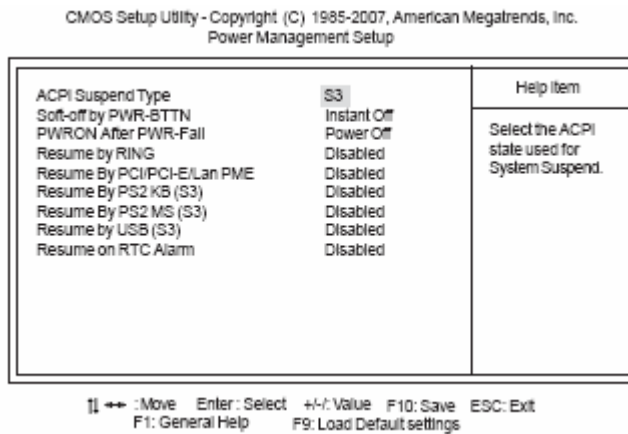 CMOS Setup Utility - Copyright (C) 1985-2007, American Megatrends, Inc.
Power Management Setup
ACPI Suspend Type S3
Soft-off by PWR-BTTN Instant Off
PWRON After PWR-Fail Power Off
Resume by RING Disabled
Resume By PCI/PCI-E/Lan PME Disabled
Resume By PS2 KB (S3) Disabled
Resume By PS2 MS (S3) Disabled
Resume by USB (S3) Disabled
Resume on RTC Alarm Disabled
Help Item
Select the ACPI
state used for
System Suspend.
↑↓ ←→ : Move Enter : Select +/-/: Value F10: Save ESC: Exit
F1: General Help F9: Load Default settings